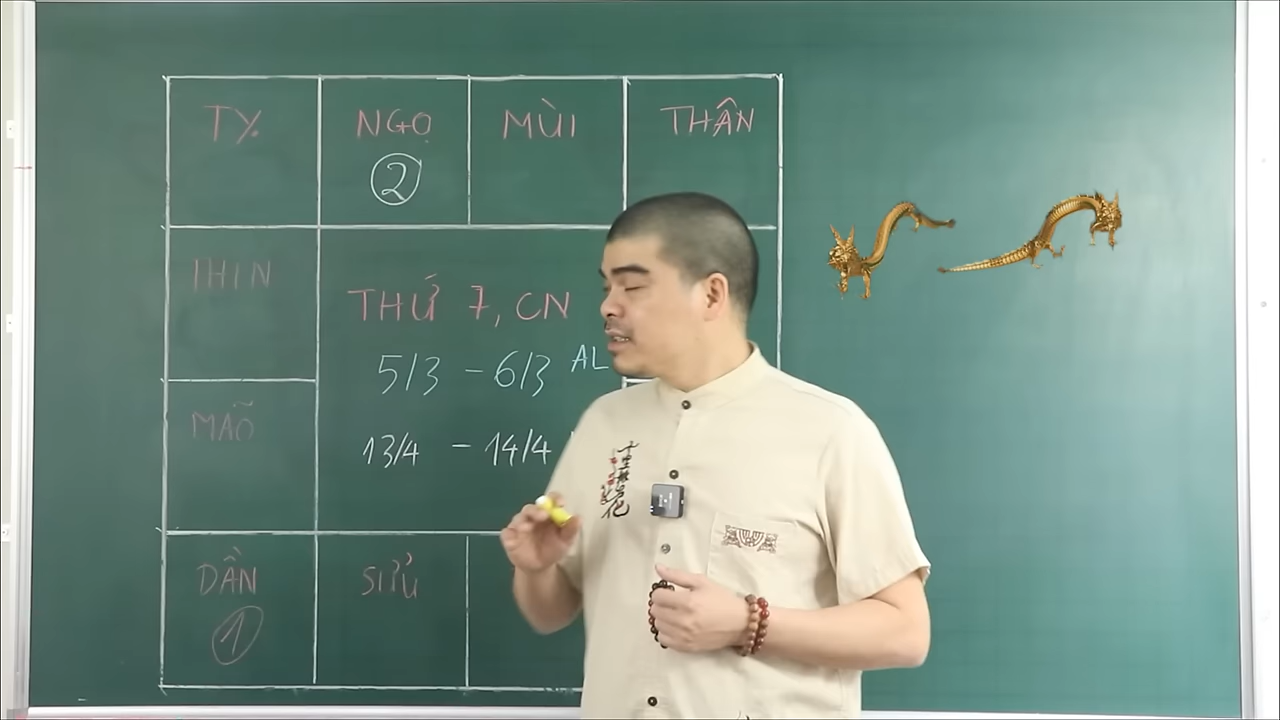 TỴ
NGỌ
MÙI
THÂN
②
THÌN
THỨ 7, CN
5/3 - 6/3 AL
MÃO
13/4 - 14/4
DẦN
SỬU
①